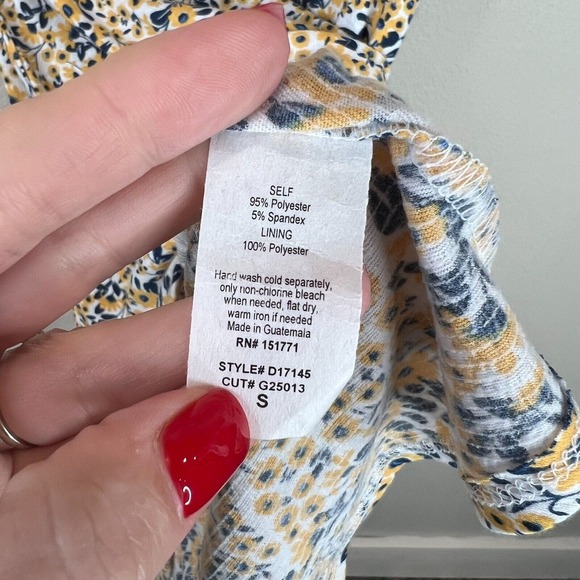 SELF
95% Polyester
5% Spandex
LINING
100% Polyester
Hand wash cold separately,
only non-chlorine bleach
when needed, flat dry,
warm iron if needed
Made in Guatemala
RN# 151771
STYLE# D17145
CUT# G25013
S